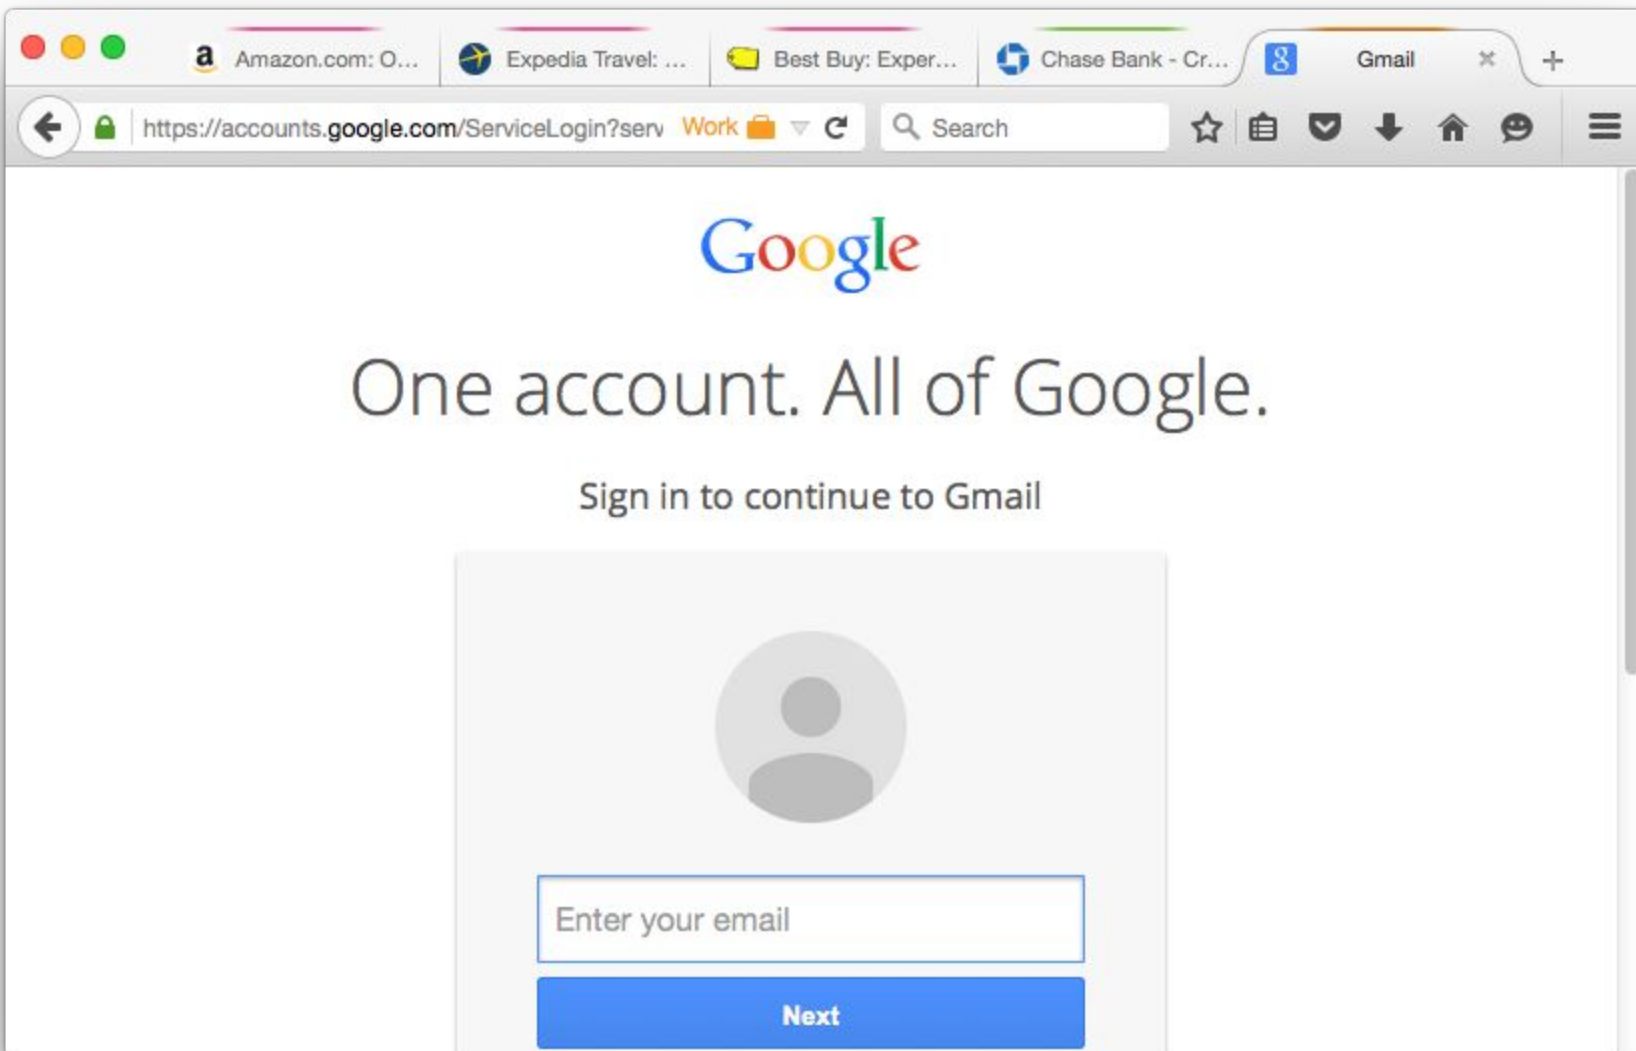 a Amazon.com: O...
Expedia Travel: ...
Best Buy: Exper...
Chase Bank - Cr...
g Gmail
https://accounts.google.com/ServiceLogin?serv Work
Search
Google
One account. All of Google.
Sign in to continue to Gmail
Enter your email
Next